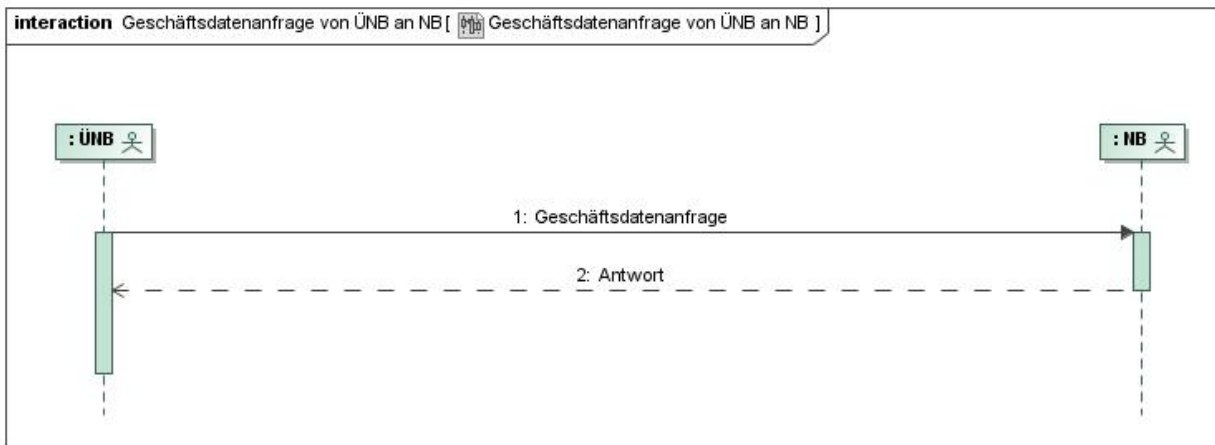 interaction Geschäftsdatenanfrage von ÜNB an NB [ Geschäftsdatenanfrage von ÜNB an NB ]
: ÜNB
: NB
1: Geschäftsdatenanfrage
2: Antwort